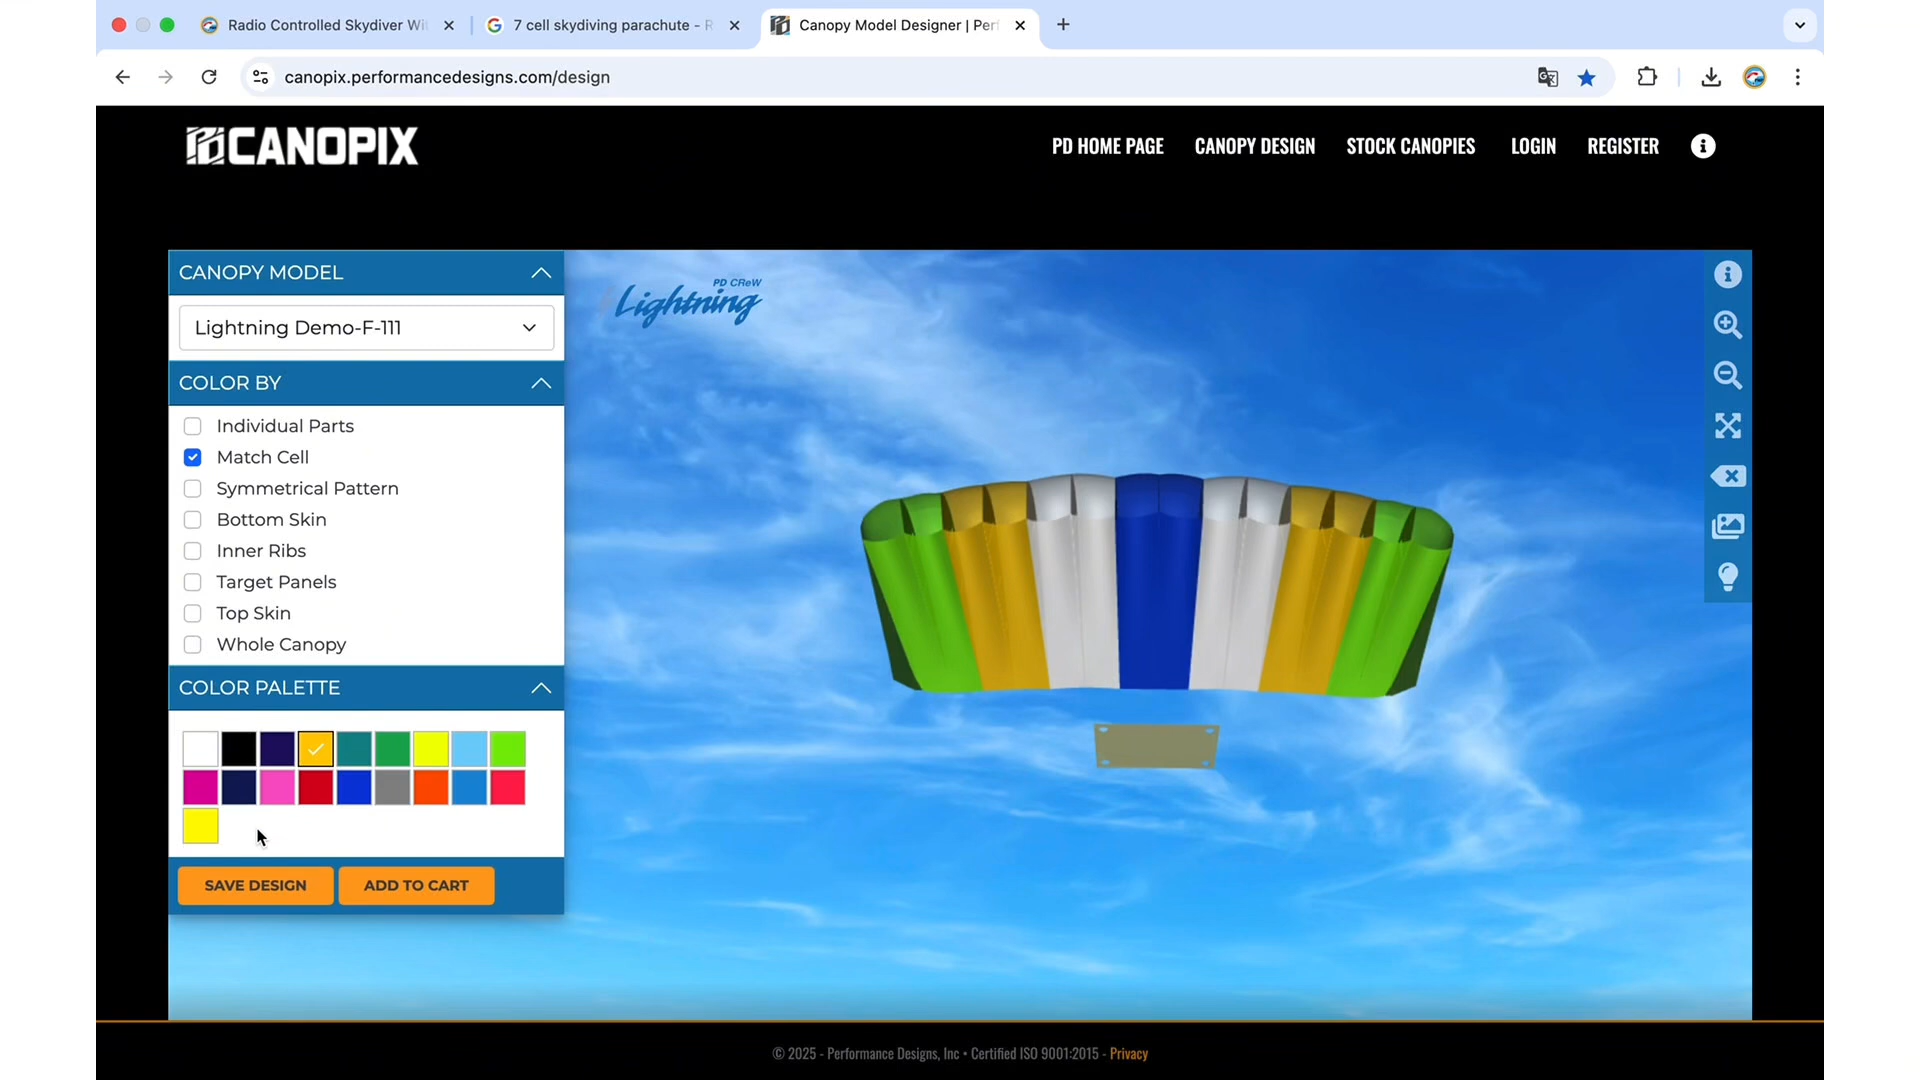 Radio Controlled Skydiver Wi
7 cell skydiving parachute - R
Canopy Model Designer | Per
canopix.performancedesigns.com/design
CANOPIX
PD HOME PAGE
CANOPY DESIGN
STOCK CANOPIES
LOGIN
REGISTER
CANOPY MODEL
Lightning Demo-F-111
COLOR BY
Individual Parts
Match Cell
Symmetrical Pattern
Bottom Skin
Inner Ribs
Target Panels
Top Skin
Whole Canopy
COLOR PALETTE
SAVE DESIGN
ADD TO CART
PD CReW
Lightning
© 2025 - Performance Designs, Inc • Certified ISO 9001:2015 - Privacy